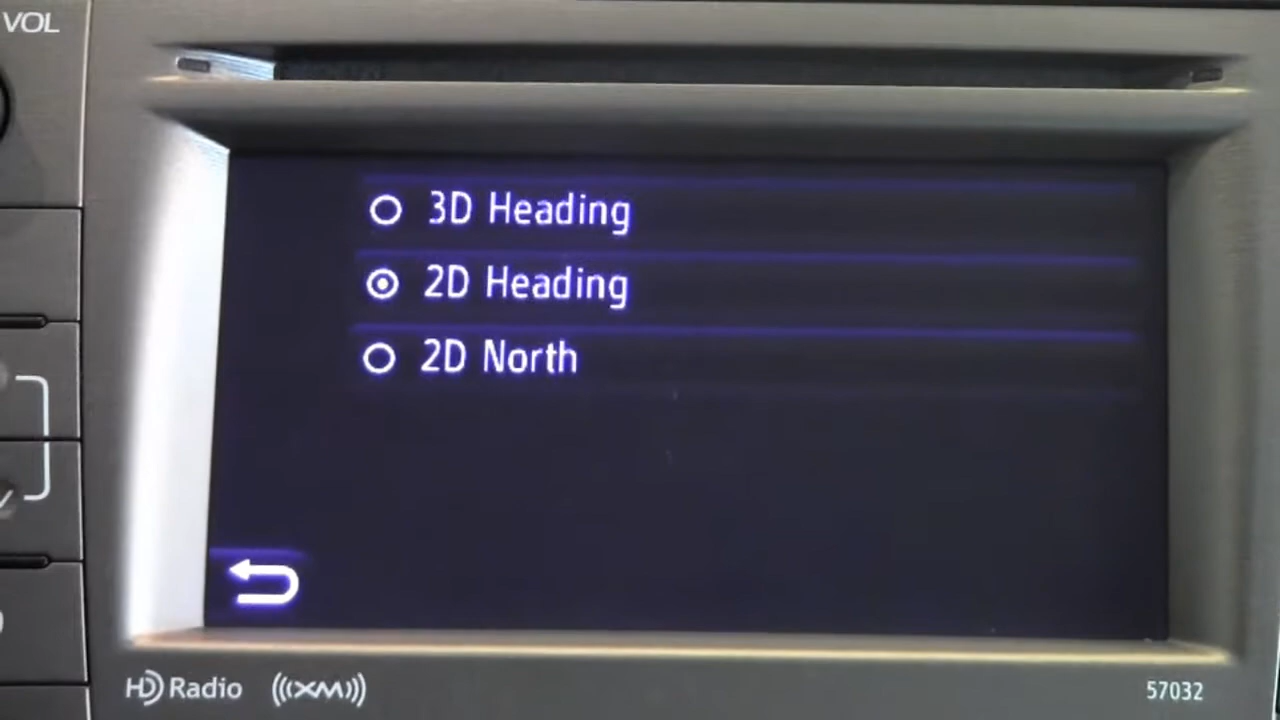 VOL
3D Heading
2D Heading
2D North
HD Radio
XM
57032